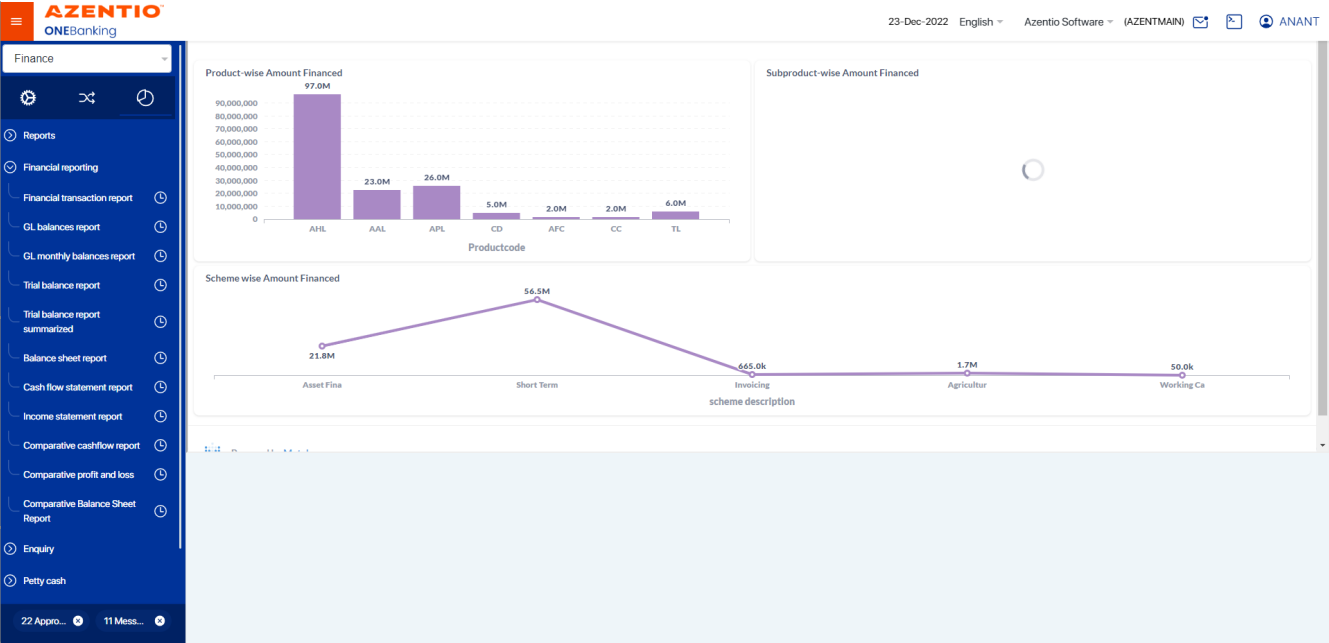 AZENTIO
ONEBanking
23-Dec-2022 English Azentio Software (AZENTMAIN) ANANT
Finance
Reports
Financial reporting
Financial transaction report
GL balances report
GL monthly balances report
Trial balance report
Trial balance report
summarized
Balance sheet report
Cash flow statement report
Income statement report
Comparative cashflow report
Comparative profit and loss
Comparative Balance Sheet
Report
Enquiry
Petty cash
22 Appro... 11 Mess...
Product-wise Amount Financed
97.0M
90,000,000
80,000,000
70,000,000
60,000,000
50,000,000
40,000,000
30,000,000
20,000,000
10,000,000
0
23.0M
26.0M
5.0M
2.0M
2.0M
6.0M
AHL AAL APL CD AFC CC TL
Productcode
Subproduct-wise Amount Financed
Scheme wise Amount Financed
56.5M
21.8M
665.0k
1.7M
50.0k
Asset Fina Short Term Invoicing Agricultur Working Ca
scheme description